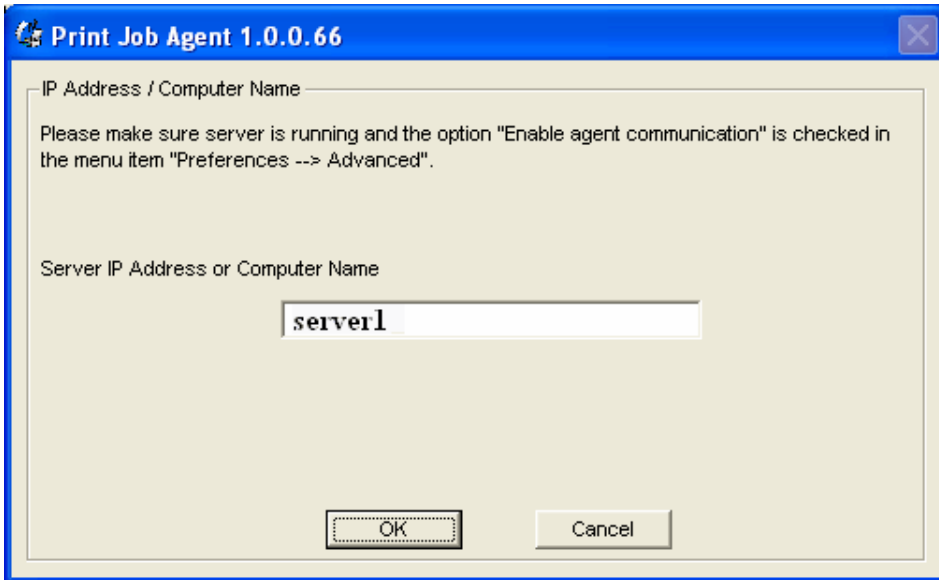 Print Job Agent 1.0.0.66
IP Address / Computer Name
Please make sure server is running and the option "Enable agent communication" is checked in
the menu item "Preferences --> Advanced".
Server IP Address or Computer Name
server1
OK
Cancel